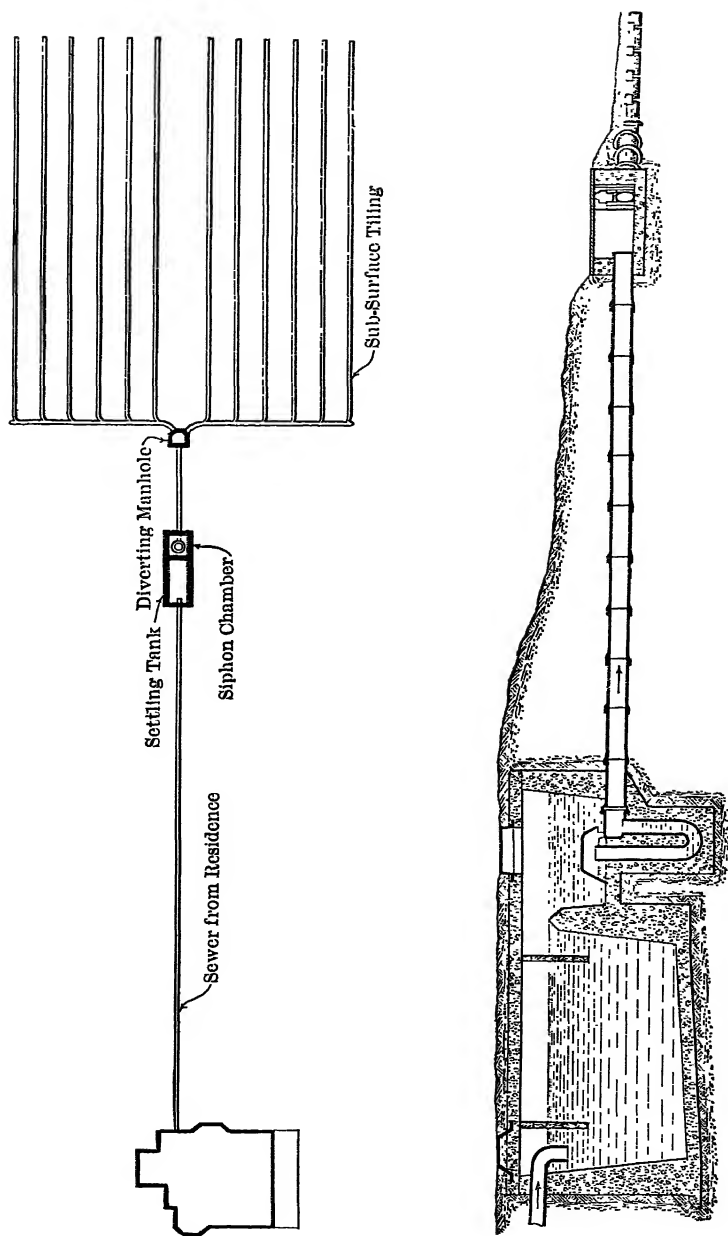 Sewer from Residence
Settling Tank
Siphon Chamber
Diverting Manhole
Sub-Surface Tiling